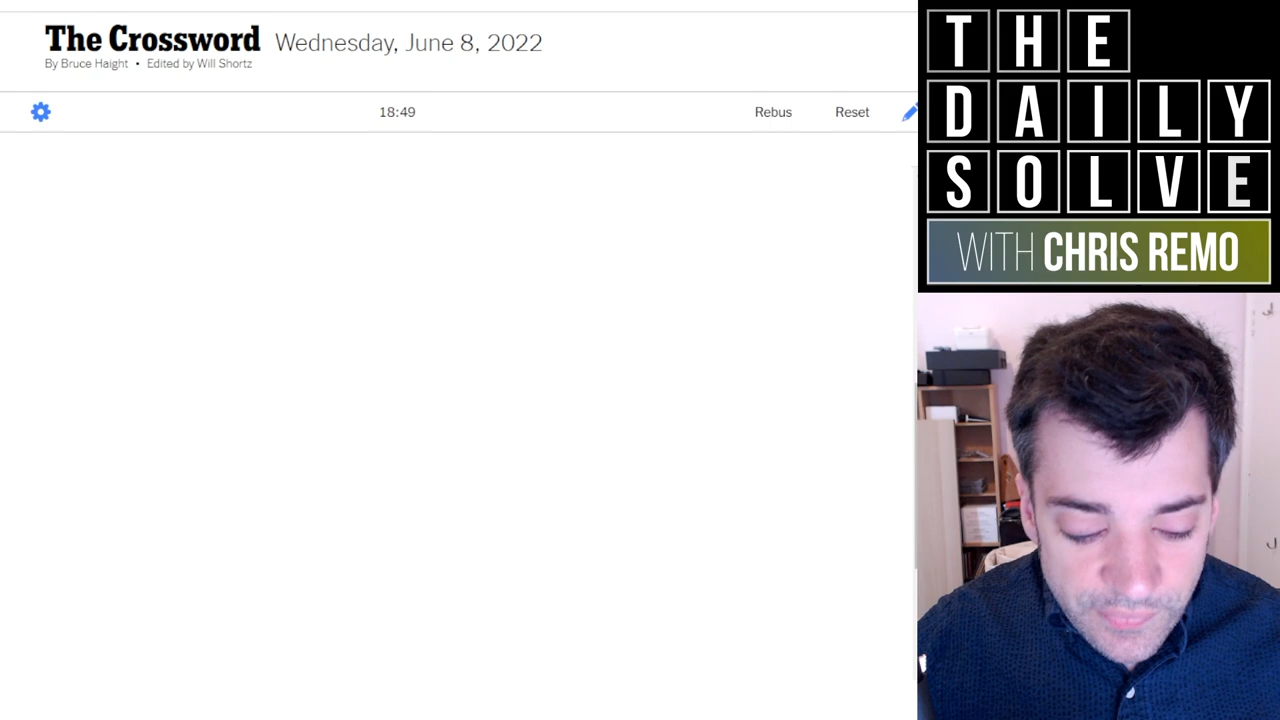 The Crossword Wednesday, June 8, 2022
By Bruce Haight • Edited by Will Shortz
18:49 Rebus Reset
THE
DAILY
SOLVE
WITH CHRIS REMO